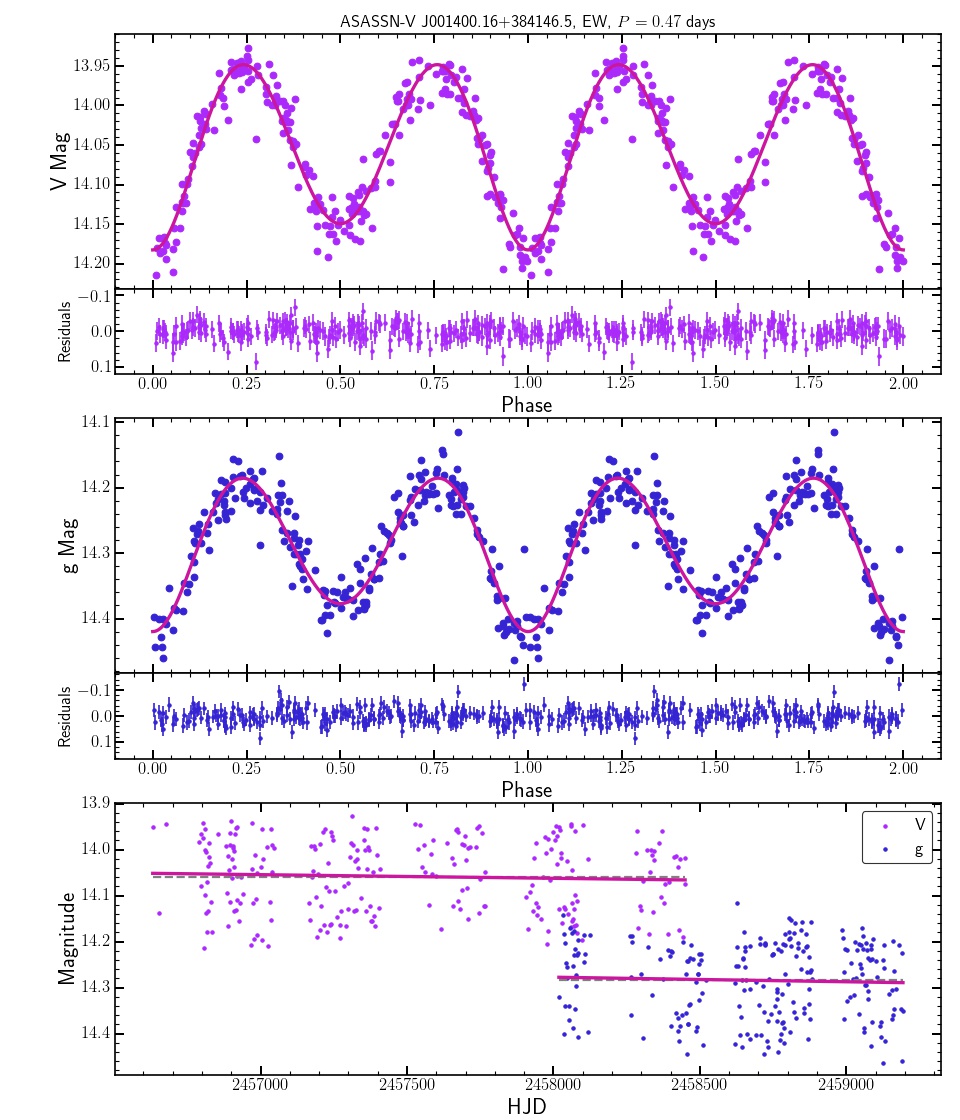 ASASSN-V J001400.16+384146.5, EW, P = 0.47 days
V Mag
13.95
14.00
14.05
14.10
14.15
14.20
Residuals
−0.1
0.0
0.1
0.00 0.25 0.50 0.75 1.00 1.25 1.50 1.75 2.00
Phase
g Mag
14.1
14.2
14.3
14.4
Residuals
−0.1
0.0
0.1
0.00 0.25 0.50 0.75 1.00 1.25 1.50 1.75 2.00
Phase
Magnitude
13.9
14.0
14.1
14.2
14.3
14.4
V
g
2457000 2457500 2458000 2458500 2459000
HJD